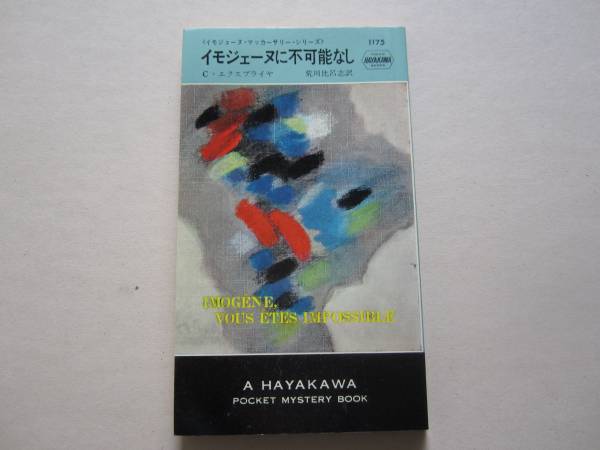 〈イモジェーヌ・マッカーサリー・シリーズ〉
1175
イモジェーヌに不可能なし
HAYAKAWA
C・エクスブライヤ 荒川比呂志訳
IMOGÈNE,
VOUS ÊTES IMPOSSIBLE
A HAYAKAWA
POCKET MYSTERY BOOK